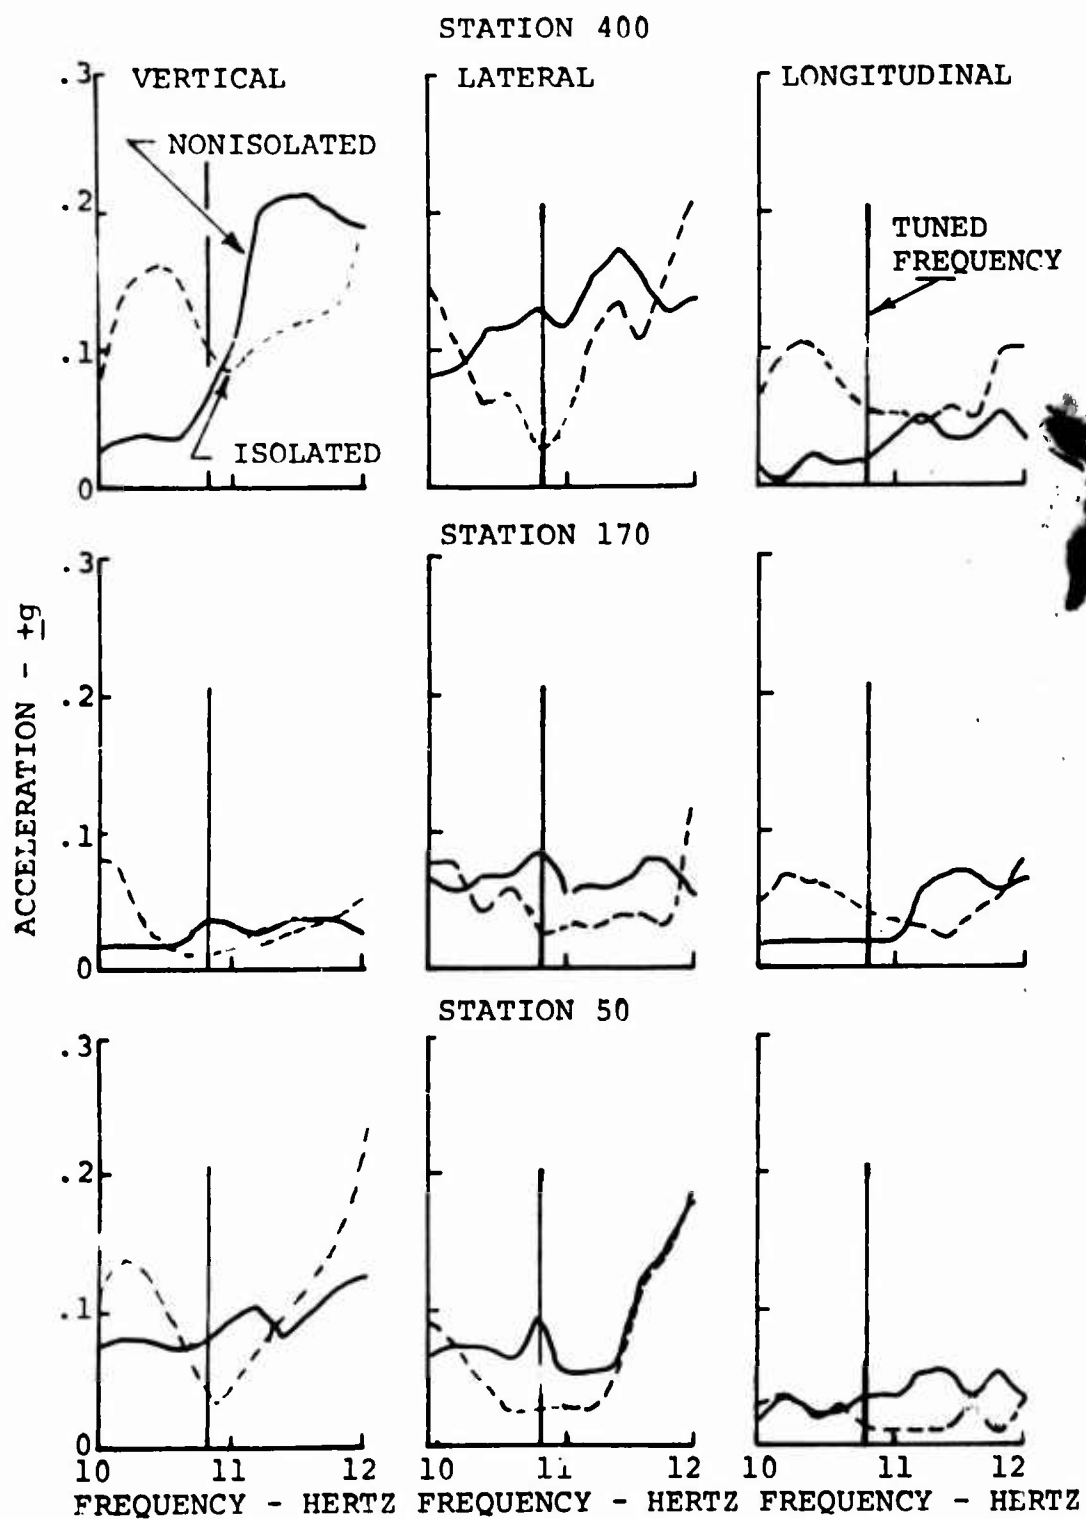 STATION 400
.3 VERTICAL LATERAL LONGITUDINAL
NONISOLATED
.2
TUNED
FREQUENCY
.1
ISOLATED
0
STATION 170
.3
.2
.1
0
ACCELERATION - ±g
STATION 50
.3
.2
.1
0
10 11 12 10 11 12 10 11 12
FREQUENCY - HERTZ FREQUENCY - HERTZ FREQUENCY - HERTZ